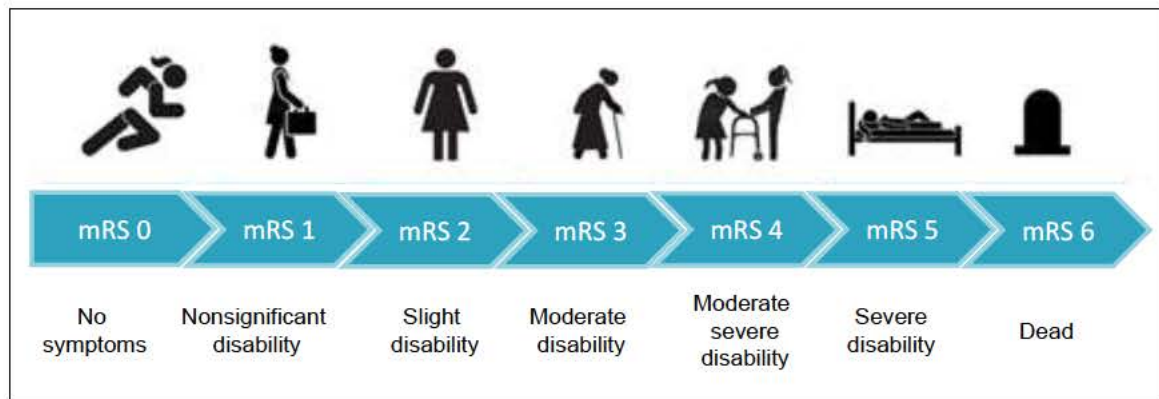 mRS 0
mRS 1
mRS 2
mRS 3
mRS 4
mRS 5
mRS 6
No
symptoms
Nonsignificant
disability
Slight
disability
Moderate
disability
Moderate
severe
disability
Severe
disability
Dead